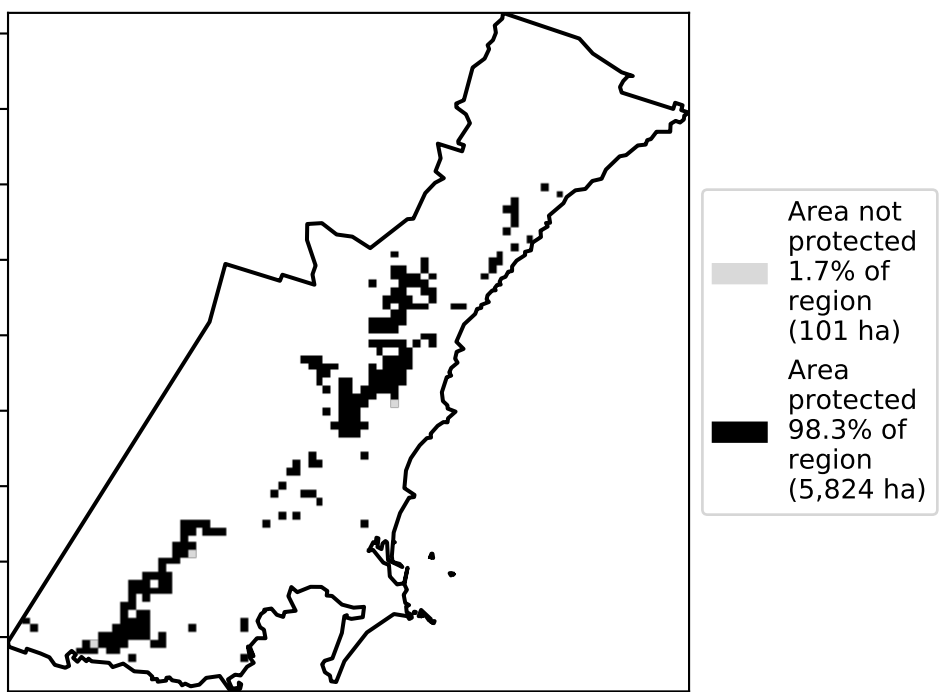 Area not
protected
1.7% of
region
(101 ha)
Area
protected
98.3% of
region
(5,824 ha)